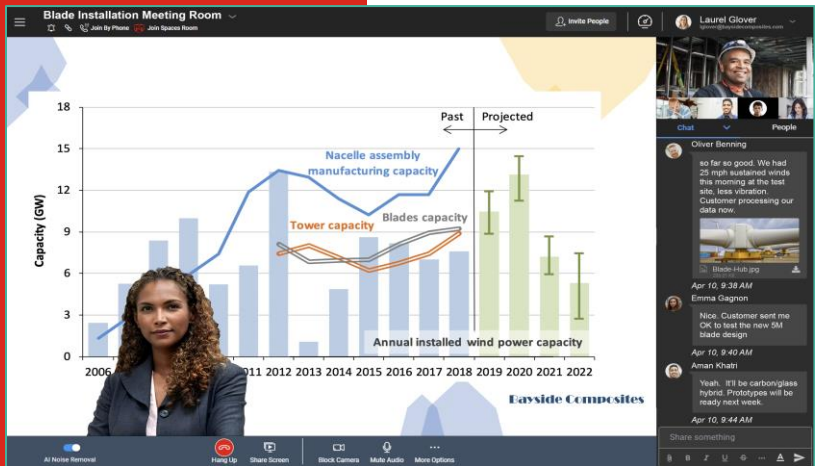 Blade Installation Meeting Room
Join By Phone
Join Spaces Room
Invite People
Laurel Glover
lglover@baysidecomposites.com
Capacity (GW)
18
15
12
9
6
3
0
Past
Projected
Nacelle assembly
manufacturing capacity
Tower capacity
Blades capacity
Annual installed wind power capacity
2006
2011
2012
2013
2014
2015
2016
2017
2018
2019
2020
2021
2022
Bayside Composites
Chat
People
Oliver Benning
so far so good. We had
25 mph sustained winds
this morning at the test
site, less vibration.
Customer processing our
data now.
Blade-Hub.jpg
Apr 10, 9:38 AM
Emma Gagnon
Nice. Customer sent me
OK to test the new 5M
blade design
Apr 10, 9:40 AM
Aman Khatri
Yeah. It'll be carbon/glass
hybrid. Prototypes will be
ready next week.
Apr 10, 9:44 AM
Share something
B I U S ... A
AI Noise Removal
Hang Up
Share Screen
Block Camera
Mute Audio
More Options